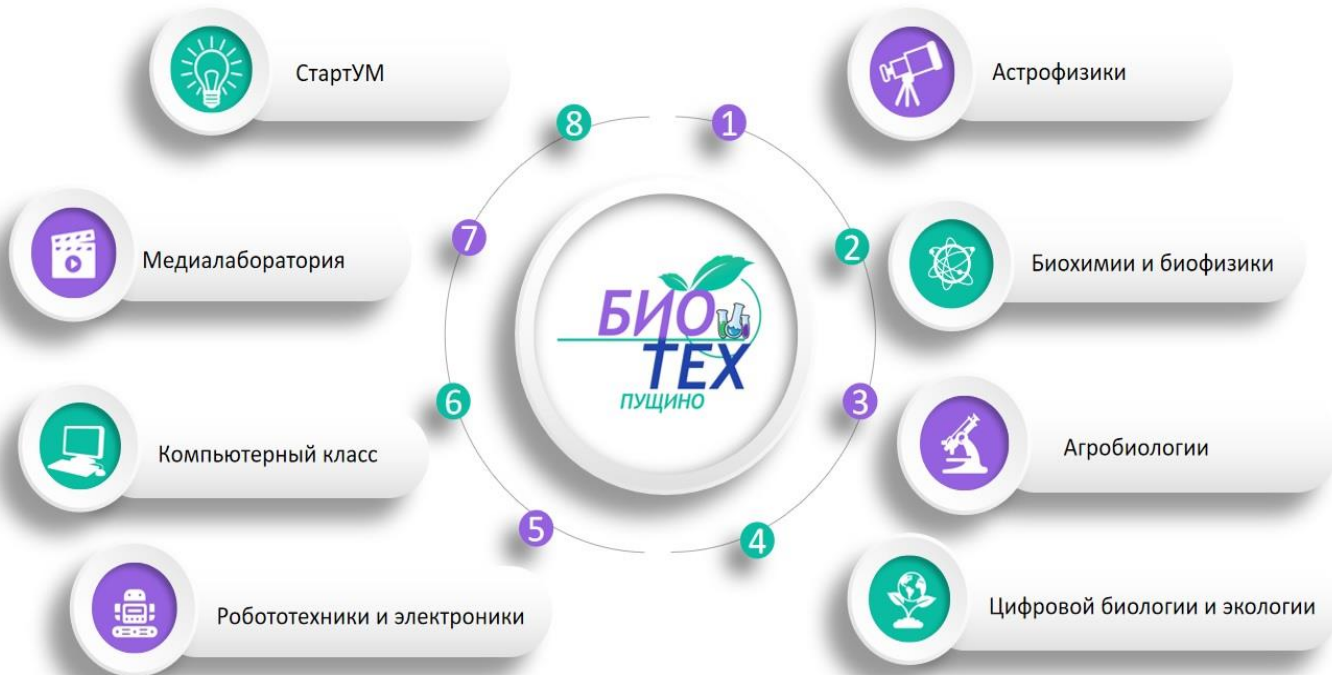 СтартУМ
Астрофизики
8
1
Медиалаборатория
7
2
Биохимии и биофизики
БИО
ТЕХ
ПУЩИНО
Компьютерный класс
6
3
Агробиологии
5
4
Робототехники и электроники
Цифровой биологии и экологии